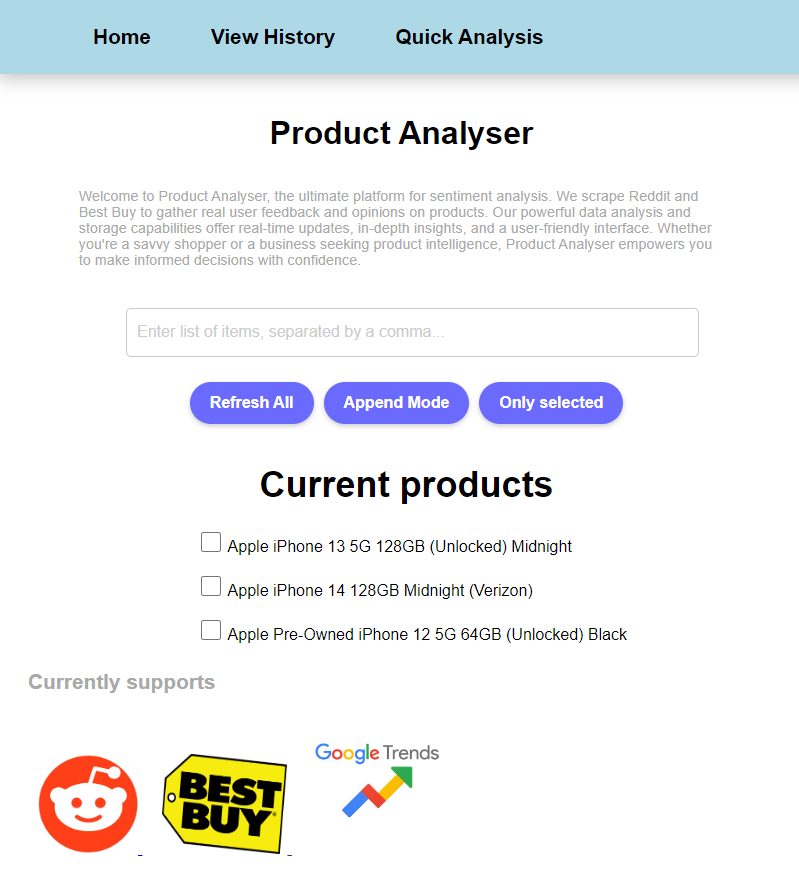 Home View History Quick Analysis
Product Analyser
Welcome to Product Analyser, the ultimate platform for sentiment analysis. We scrape Reddit and
Best Buy to gather real user feedback and opinions on products. Our powerful data analysis and
storage capabilities offer real-time updates, in-depth insights, and a user-friendly interface. Whether
you're a savvy shopper or a business seeking product intelligence, Product Analyser empowers you
to make informed decisions with confidence.
Enter list of items, separated by a comma...
Refresh All Append Mode Only selected
Current products
Apple iPhone 13 5G 128GB (Unlocked) Midnight
Apple iPhone 14 128GB Midnight (Verizon)
Apple Pre-Owned iPhone 12 5G 64GB (Unlocked) Black
Currently supports
Google Trends
BEST
BUY